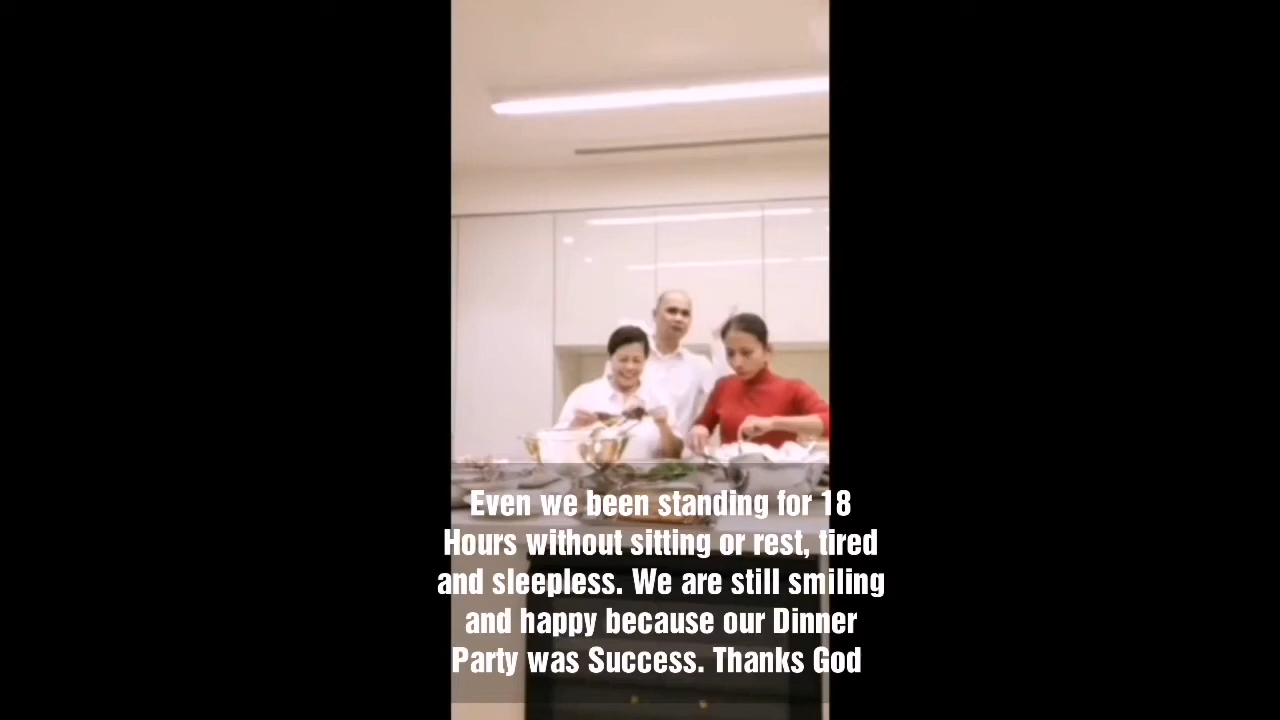 Even we been standing for 18
Hours without sitting or rest, tired
and sleepless. We are still smiling
and happy because our Dinner
Party was Success. Thanks God